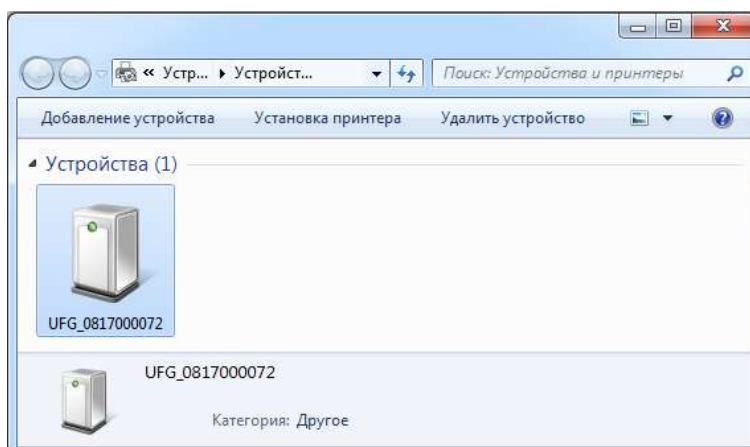 « Устр... Устройст... Поиск: Устройства и принтеры
Добавление устройства Установка принтера Удалить устройство
Устройства (1)
UFG_0817000072
UFG_0817000072
Категория: Другое